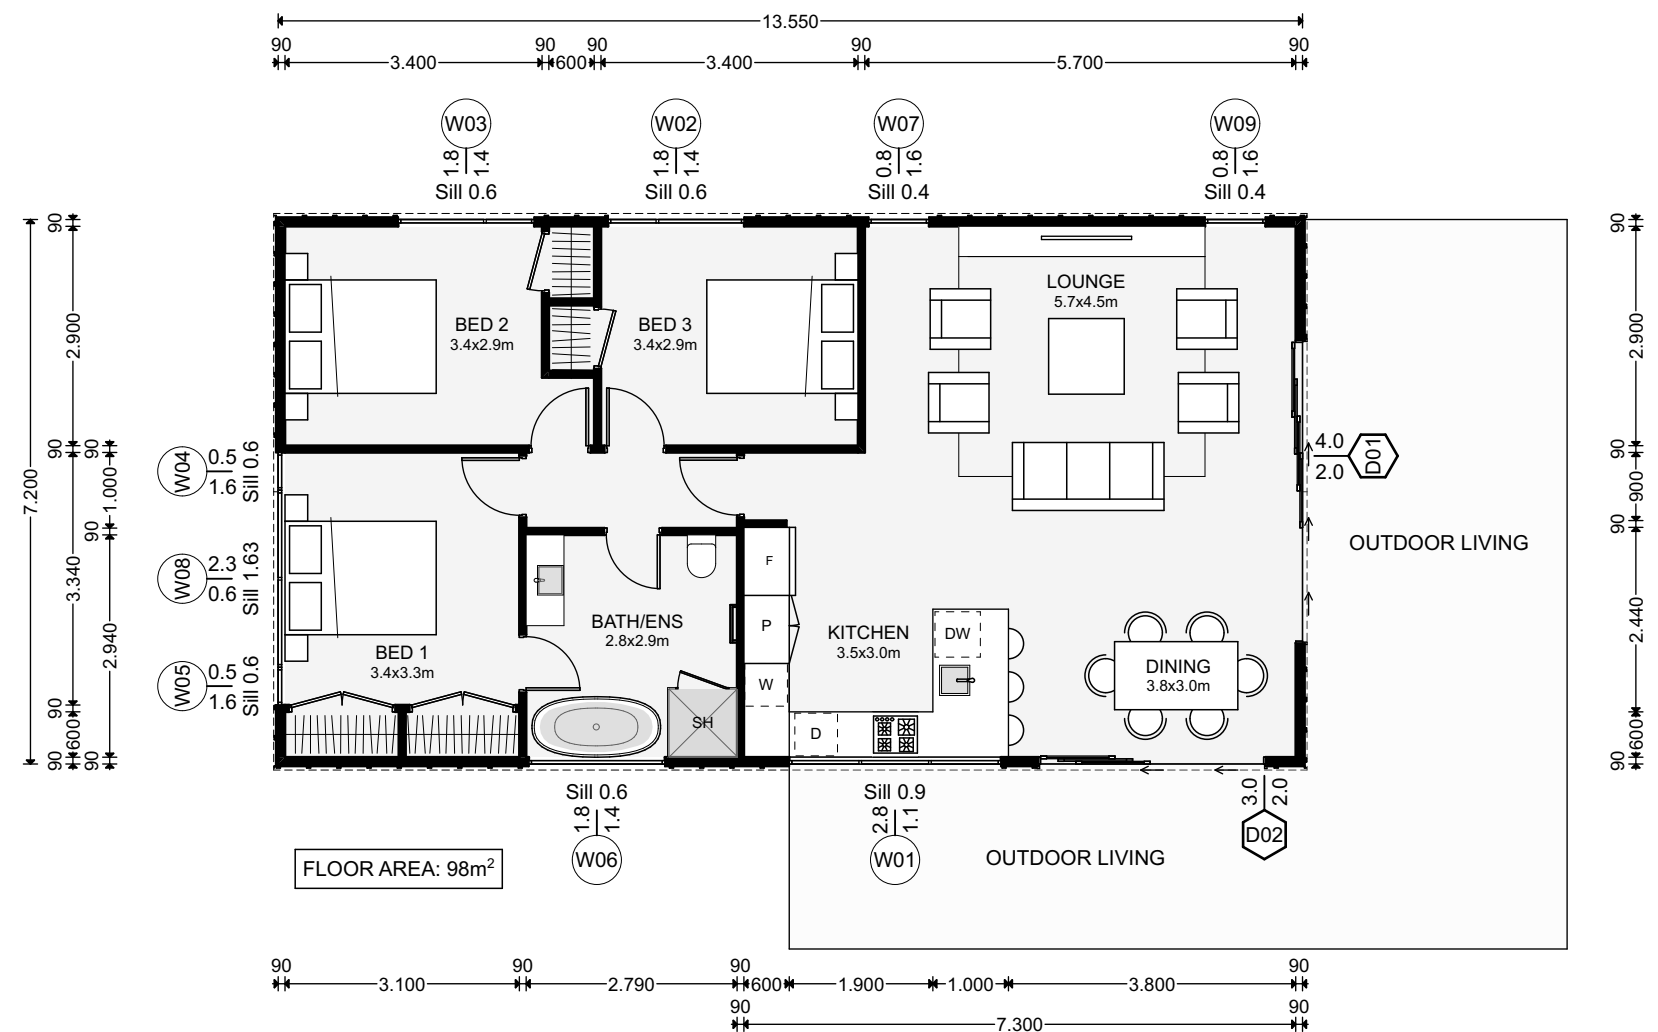 13.550
90 90 90 90 90
3.400 600 3.400 5.700
W03 W02 W07 W09
1.8 1.4 1.8 1.4 0.8 1.6 0.8 1.6
Sill 0.6 Sill 0.6 Sill 0.4 Sill 0.4
90 90
LOUNGE
5.7x4.5m
BED 2 BED 3
3.4x2.9m 3.4x2.9m
2.900 2.900
90 90 90
W04 0.5 1.6 Sill 0.6
4.0 2.0 D01
7.200 1.000 900
90 90
OUTDOOR LIVING
F
W08 2.3 0.6 Sill 1.63
3.340
2.440
BATH/ENS
2.8x2.9m
P
KITCHEN
3.5x3.0m
DW
2.940
BED 1
3.4x3.3m
DINING
3.8x3.0m
W05 0.5 1.6 Sill 0.6
W
90 90
SH
D
600 600
90 90 90
Sill 0.6 Sill 0.9
1.8 1.4 2.8 1.1 3.0 2.0
W06 W01 D02
OUTDOOR LIVING
FLOOR AREA: 98m²
90 90 90 90
3.100 2.790 600 1.900 1.000 3.800
90 90
7.300